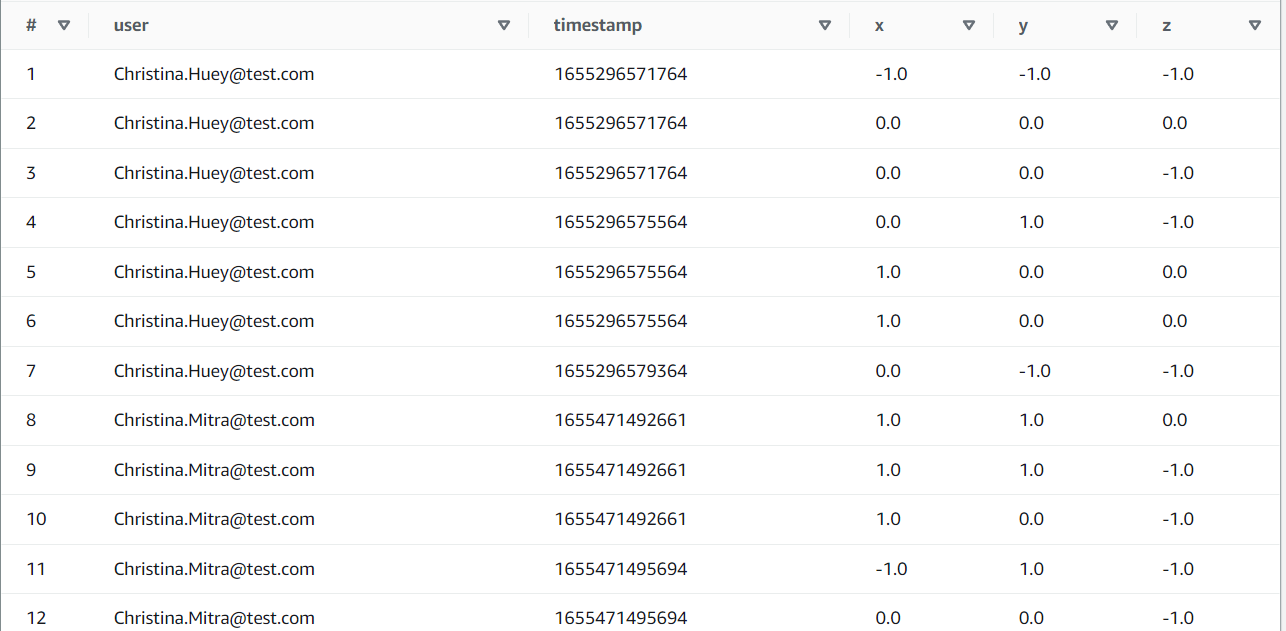 # user timestamp x y z
1 Christina.Huey@test.com 1655296571764 -1.0 -1.0 -1.0
2 Christina.Huey@test.com 1655296571764 0.0 0.0 0.0
3 Christina.Huey@test.com 1655296571764 0.0 0.0 -1.0
4 Christina.Huey@test.com 1655296575564 0.0 1.0 -1.0
5 Christina.Huey@test.com 1655296575564 1.0 0.0 0.0
6 Christina.Huey@test.com 1655296575564 1.0 0.0 0.0
7 Christina.Huey@test.com 1655296579364 0.0 -1.0 -1.0
8 Christina.Mitra@test.com 1655471492661 1.0 1.0 0.0
9 Christina.Mitra@test.com 1655471492661 1.0 1.0 -1.0
10 Christina.Mitra@test.com 1655471492661 1.0 0.0 -1.0
11 Christina.Mitra@test.com 1655471495694 -1.0 1.0 -1.0
12 Christina.Mitra@test.com 1655471495694 0.0 0.0 -1.0